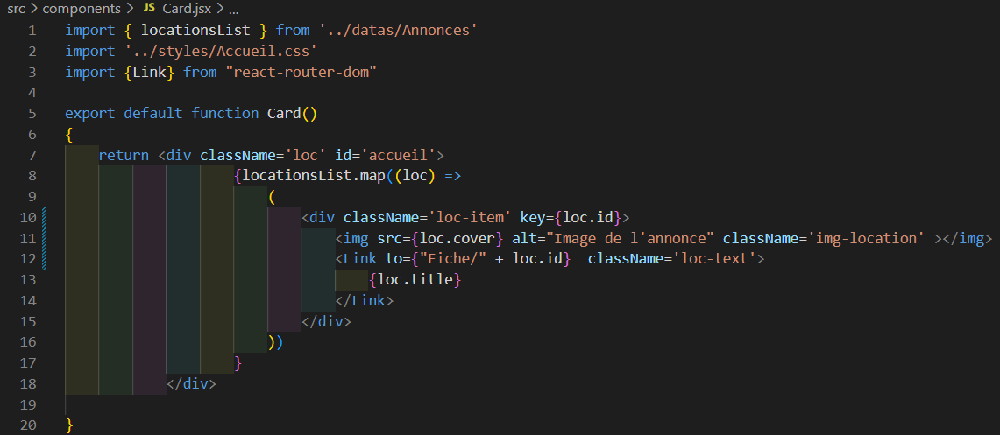 src > components > JS Card.jsx > ...
1 import { locationsList } from '../datas/Annonces'
2 import '../styles/Accueil.css'
3 import {Link} from "react-router-dom"
4
5 export default function Card()
6 {
7 return <div className='loc' id='accueil'>
8 {locationsList.map((loc) =>
9 (
10 <div className='loc-item' key={loc.id}>
11 <img src={loc.cover} alt="Image de l'annonce" className='img-location' ></img>
12 <Link to={"Fiche/" + loc.id}  className='loc-text'>
13 {loc.title}
14 </Link>
15 </div>
16 ))
17 }
18 </div>
19
20 }